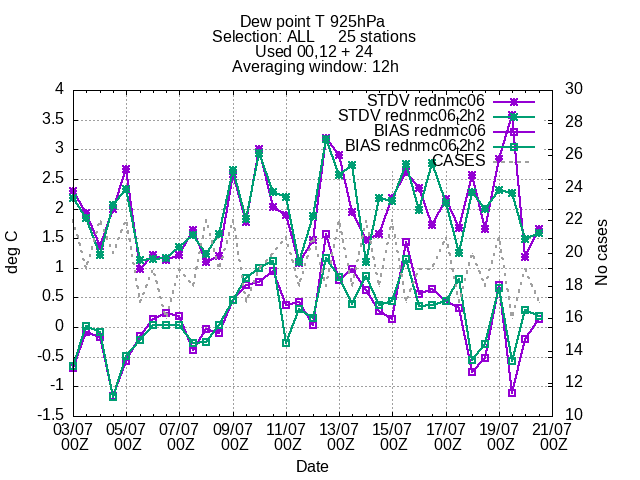 Dew point T 925hPa
Selection: ALL 25 stations
Used 00,12 + 24
Averaging window: 12h
STDV rednmc06
STDV rednmc06,2h2
BIAS rednmc06
BIAS rednmc06,2h2
CASES
deg C
No cases
4
3.5
3
2.5
2
1.5
1
0.5
0
-0.5
-1
-1.5
30
28
26
24
22
20
18
16
14
12
10
03/07 05/07 07/07 09/07 11/07 13/07 15/07 17/07 19/07 21/07
00Z 00Z 00Z 00Z 00Z 00Z 00Z 00Z 00Z 00Z
Date